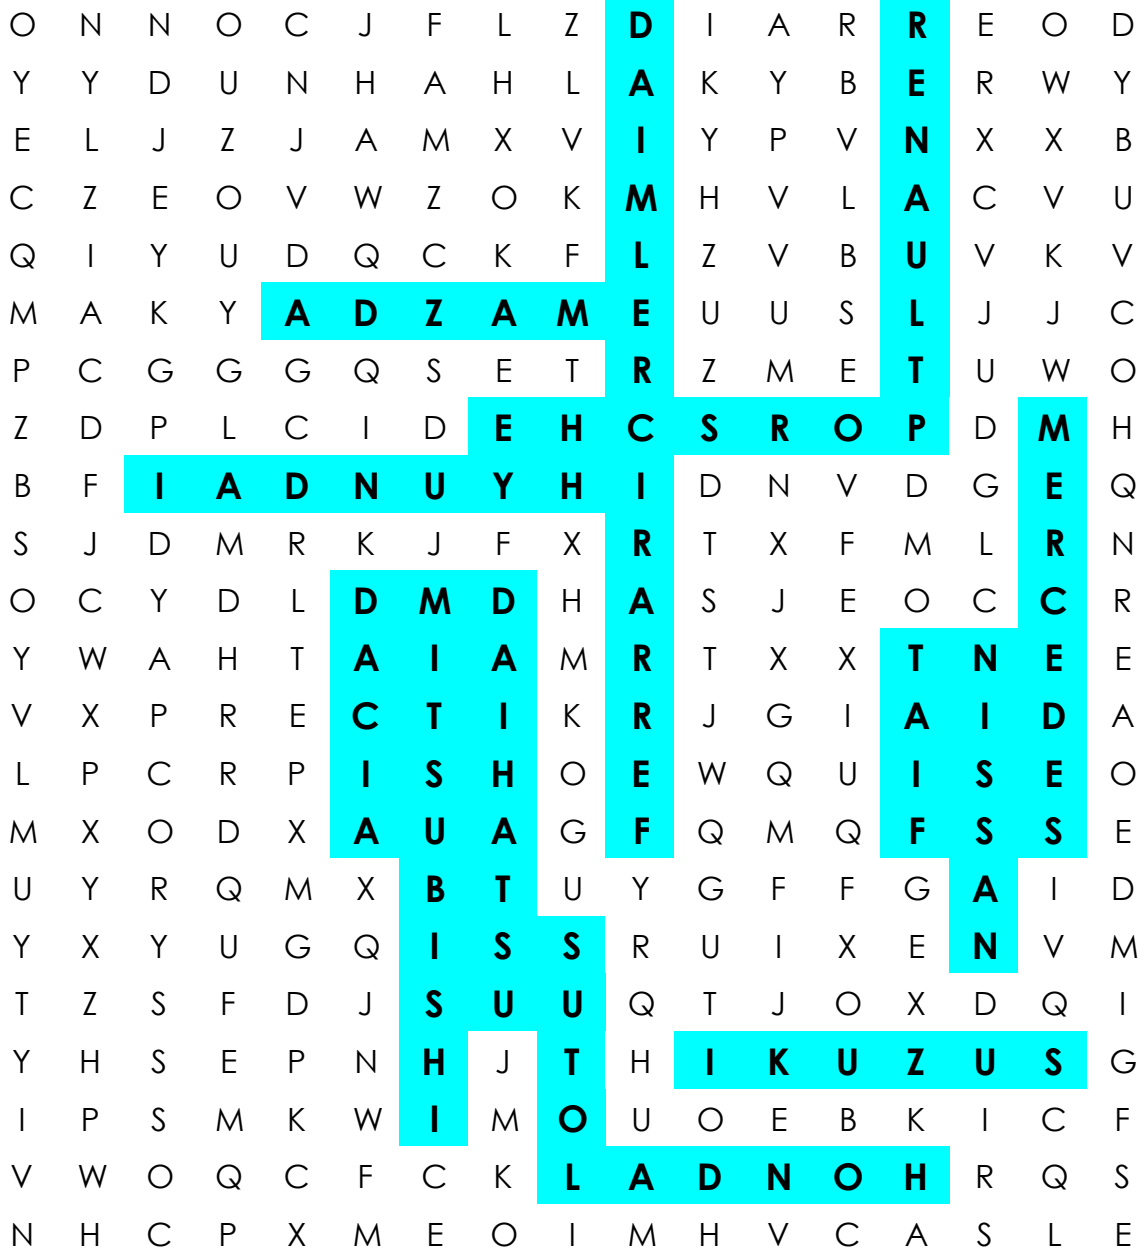 O N N O C J F L Z D I A R R E O D
Y Y D U N H A H L A K Y B E R W Y
E L J Z J A M X V I Y P V N X X B
C Z E O V W Z O K M H V L A C V U
Q I Y U D Q C K F L Z V B U V K V
M A K Y A D Z A M E U U S L J J C
P C G G G Q S E T R Z M E T U W O
Z D P L C I D E H C S R O P D M H
B F I A D N U Y H I D N V D G E Q
S J D M R K J F X R T X F M L R N
O C Y D L D M D H A S J E O C C R
Y W A H T A I A M R T X X T N E E
V X P R E C T I K R J G I A I D A
L P C R P I S H O E W Q U I S E O
M X O D X A U A G F Q M Q F S S E
U Y R Q M X B T U Y G F F G A I D
Y X Y U G Q I S S R U I X E N V M
T Z S F D J S U U Q T J O X D Q I
Y H S E P N H J T H I K U Z U S G
I P S M K W I M O U O E B K I C F
V W O Q C F C K L A D N O H R Q S
N H C P X M E O I M H V C A S L E